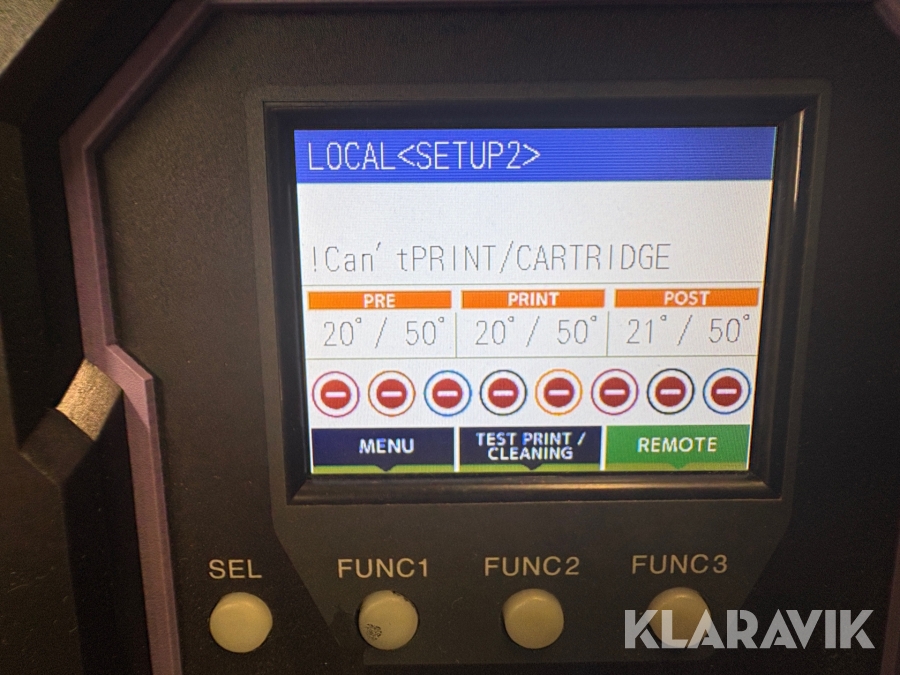 LOCAL<SETUP2>
!Can'tPRINT/CARTRIDGE
PRE PRINT POST
20°/ 50° 20°/ 50° 21°/ 50°
MENU TEST PRINT / CLEANING REMOTE
SEL FUNC1 FUNC2 FUNC3
KLARAVIK